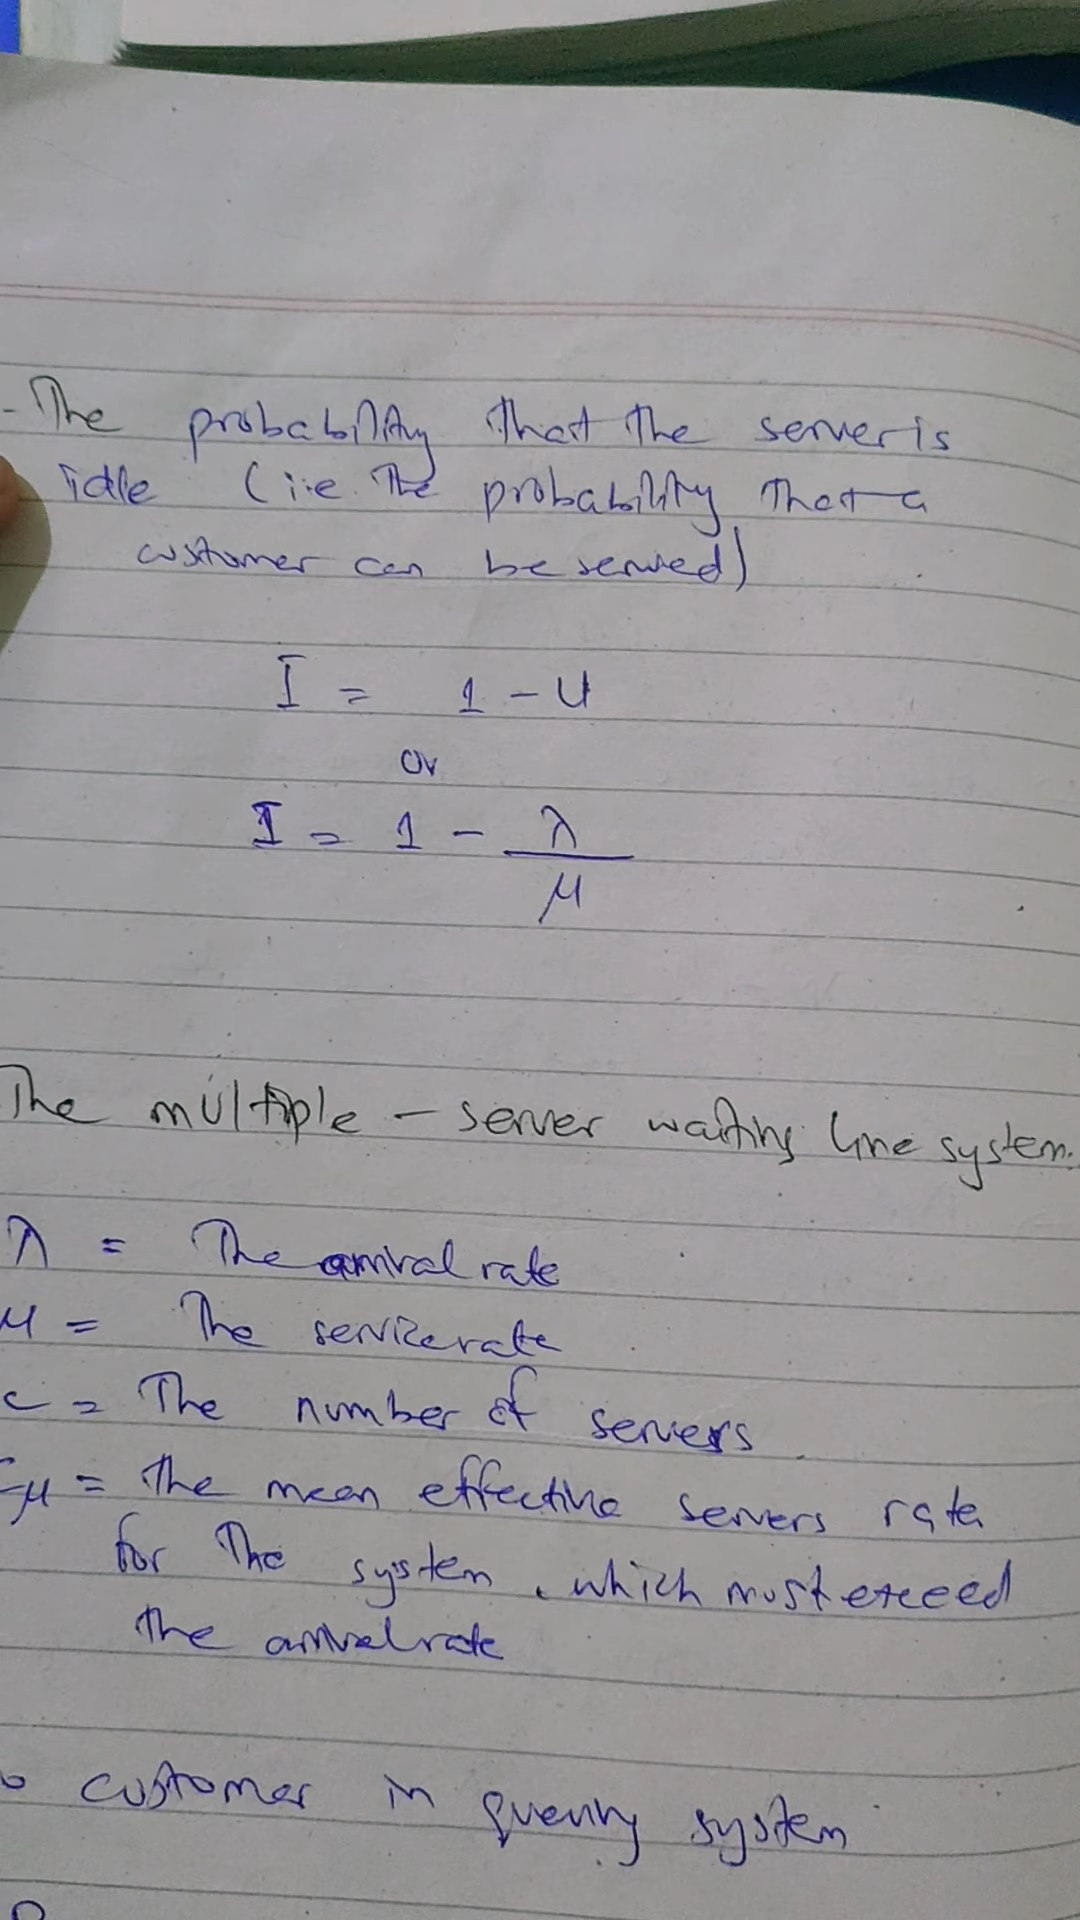 - The probability that the server is
idle (i.e. the probability that a
customer can be served)
I = 1 - U
or
I = 1 - λ
μ
The multiple - server waiting line system.
λ = The arrival rate
μ = The service rate
c = The number of servers
cμ = the mean effective servers rate
for the system, which must exceed
the arrival rate
customer in queuing system